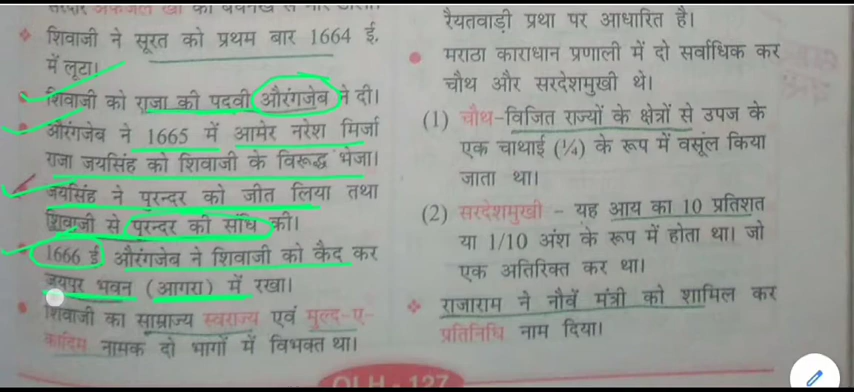 शिवाजी ने सूरत को प्रथम बार 1664 ई.
में लूटा।
शिवाजी को राजा की पदवी औरंगजेब ने दी।
औरंगजेब ने 1665 में आमेर नरेश मिर्जा
राजा जयसिंह को शिवाजी के विरूद्ध भेजा।
जयसिंह ने पुरन्दर को जीत लिया तथा
शिवाजी से पुरन्दर की संधि की।
1666 ई. औरंगजेब ने शिवाजी को कैद कर
जयपुर भवन (आगरा) में रखा।
शिवाजी का साम्राज्य स्वराज्य एवं मुल्द-ए-
कादिम नामक दो भागों में विभक्त था।
रैयतवाड़ी प्रथा पर आधारित है।
मराठा काराधान प्रणाली में दो सर्वाधिक कर
चौथ और सरदेशमुखी थे।
(1) चौथ-विजित राज्यों के क्षेत्रों से उपज के
एक चाथाई (¼) के रूप में वसूंल किया
जाता था।
(2) सरदेशमुखी - यह आय का 10 प्रतिशत
या 1/10 अंश के रूप में होता था। जो
एक अतिरिक्त कर था।
राजाराम ने नौवें मंत्री को शामिल कर
प्रतिनिधि नाम दिया।
127